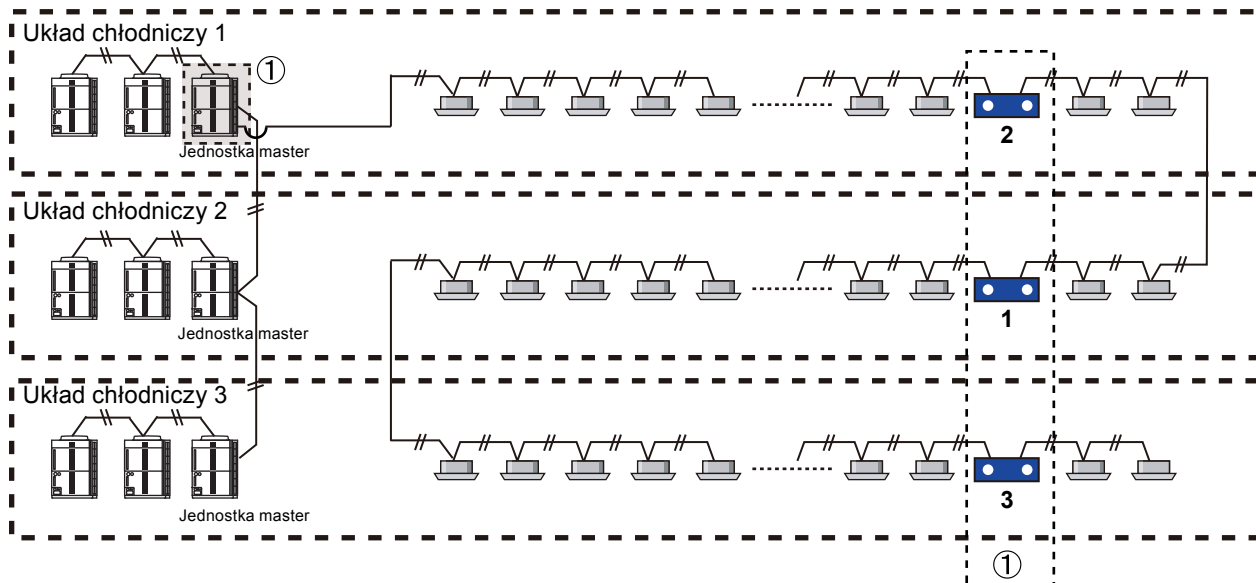 Układ chłodniczy 1
①
Jednostka master
2
Układ chłodniczy 2
Jednostka master
1
Układ chłodniczy 3
Jednostka master
3
①